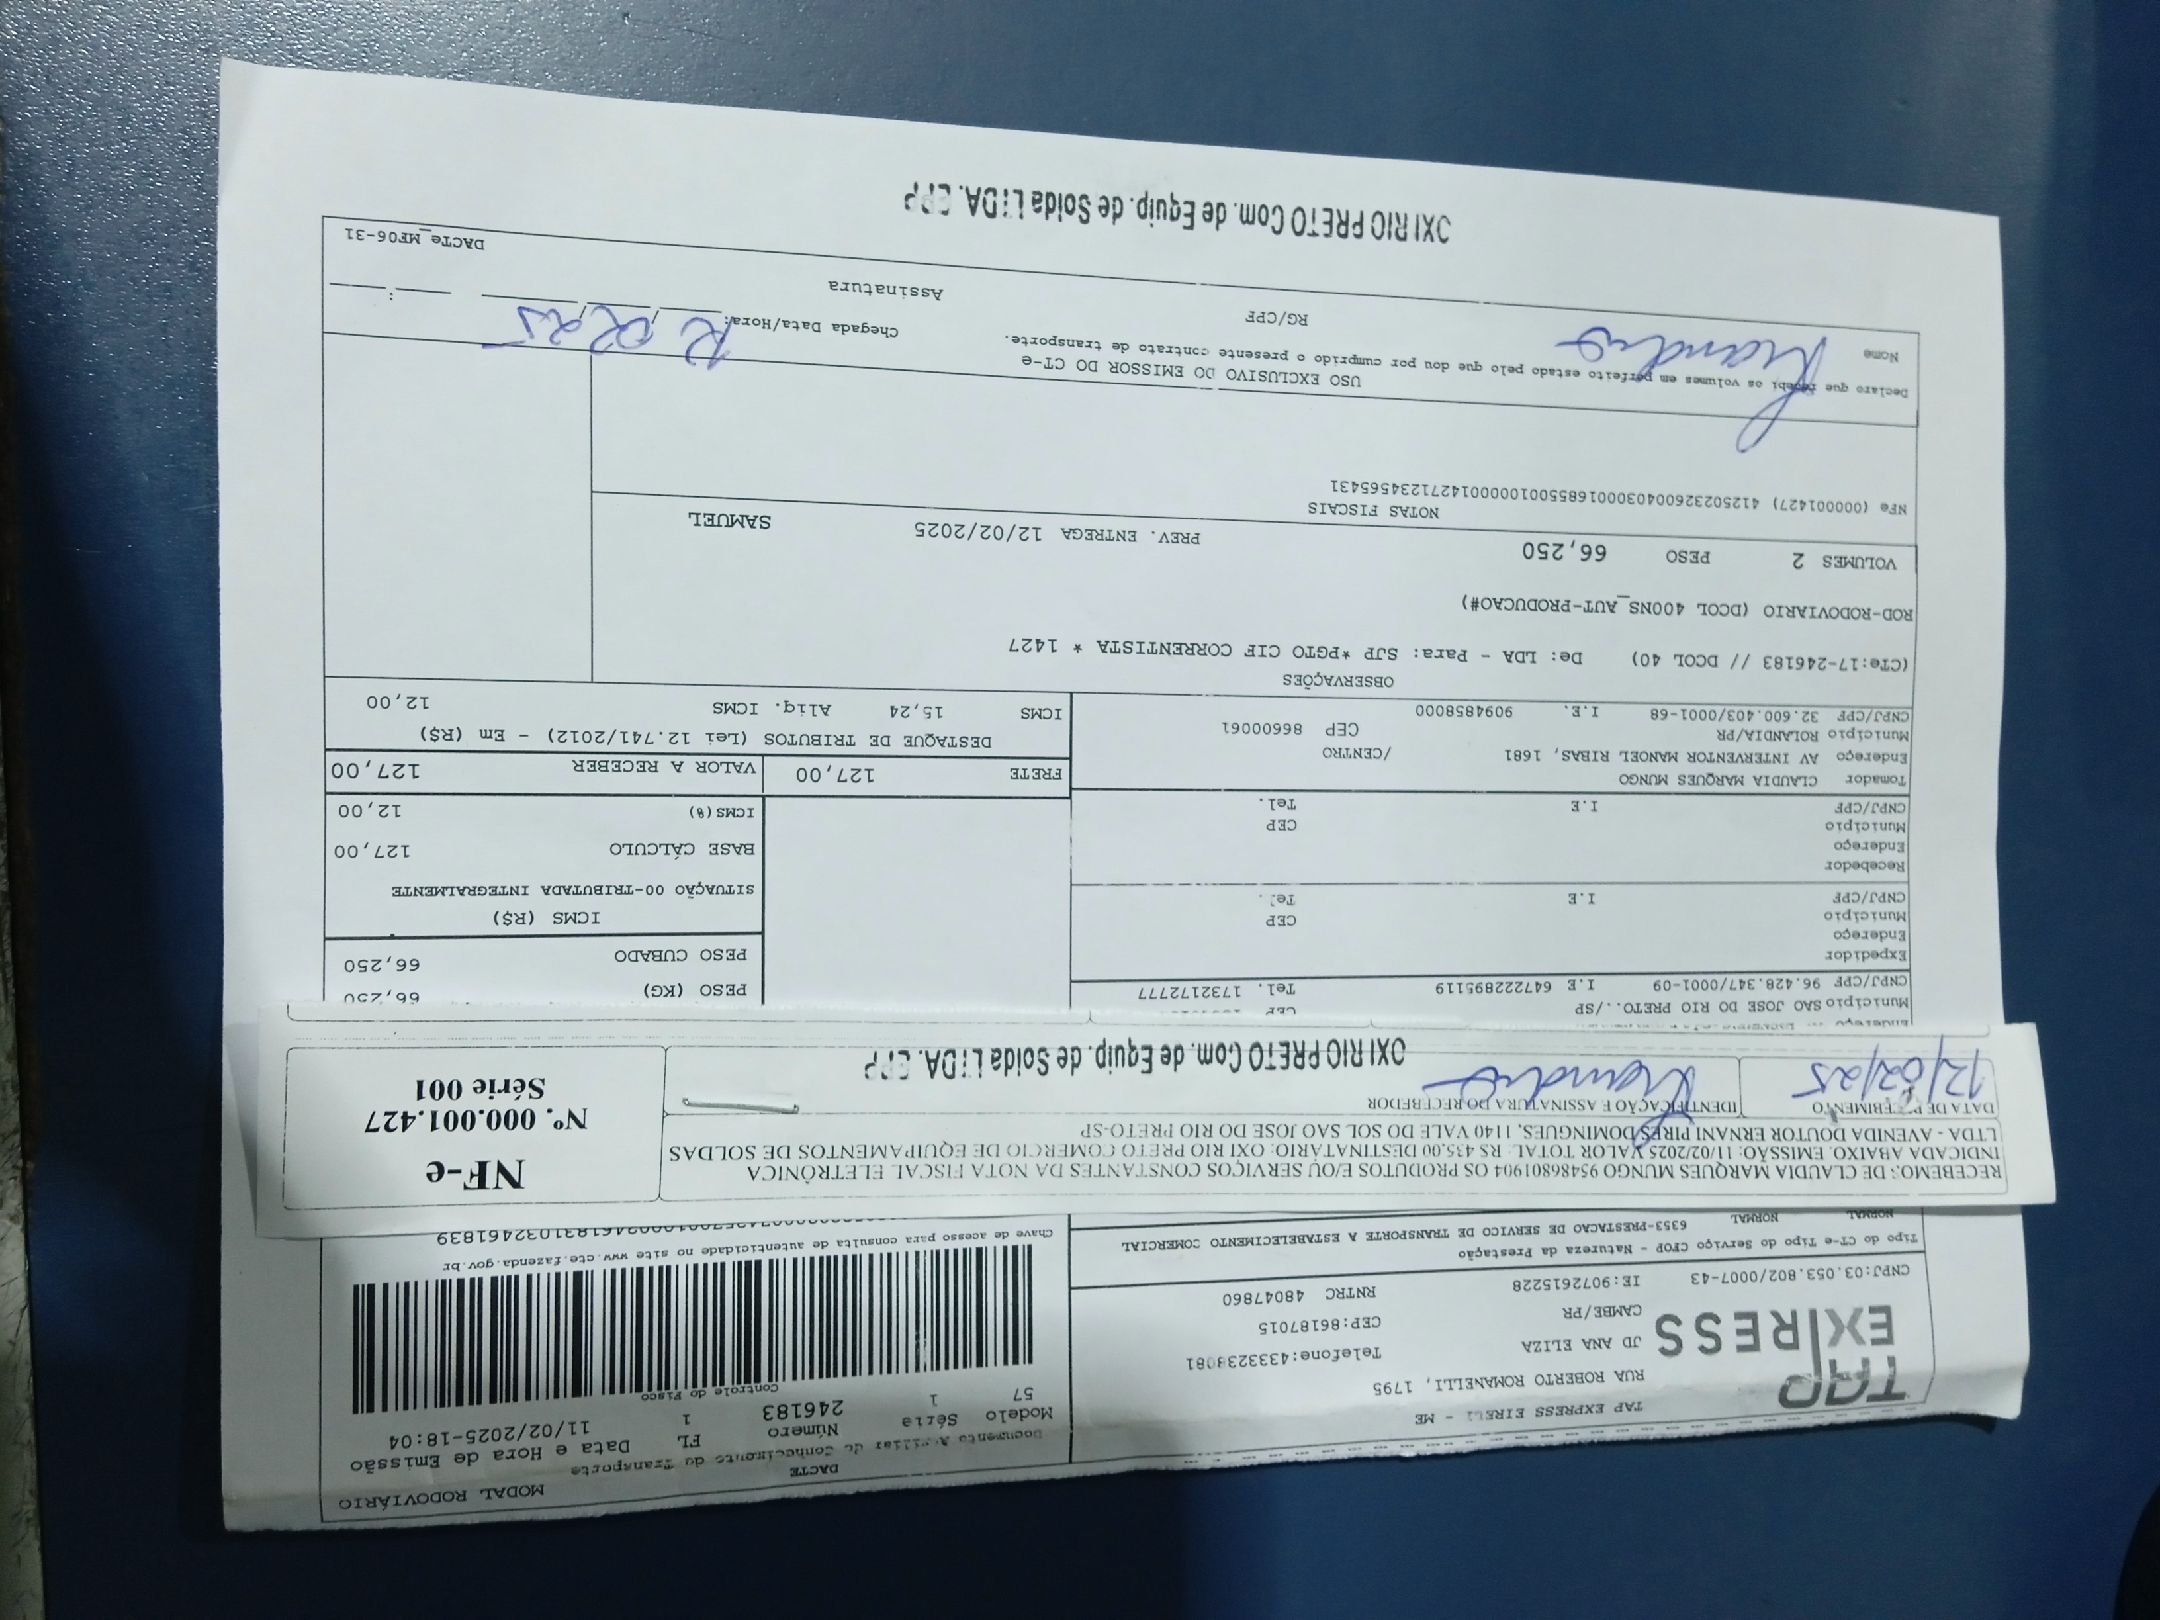 MODAL RODOVIÁRIO
DACTE
Documento Auxiliar do Conhecimento de Transporte
Modelo Série Número FL Data e Hora de Emissão
57 1 246183 1 11/02/2025-18:04
Controle do Fisco
Chave de acesso para consulta de autenticidade no site www.cte.fazenda.gov.br
TAP EXPRESS
TAP EXPRESS EIRELI - ME
RUA ROBERTO ROMANELLI, 1795
JD ANA ELIZA Telefone:
CAMBE/PR CEP:86187015
CNPJ:03.053.802/0007-43 IE:9072615228 RNTRC 48047860
Tipo do CT-e Tipo do Serviço CFOP - Natureza da Prestação
NORMAL NORMAL 6353-PRESTACAO DE SERVICO DE TRANSPORTE A ESTABELECIMENTO COMERCIAL
RECEBEMOS DE CLAUDIA MARQUES MUNGO 95486801904 OS PRODUTOS E/OU SERVIÇOS CONSTANTES DA NOTA FISCAL ELETRÔNICA
INDICADA ABAIXO. EMISSÃO: 11/02/2025 VALOR TOTAL: R$ 435,00 DESTINATÁRIO: OXI RIO PRETO COMERCIO DE EQUIPAMENTOS DE SOLDAS
LTDA - AVENIDA DOUTOR ERNANI PIRES DOMINGUES, 1140 VALE DO SOL SAO JOSE DO RIO PRETO-SP
DATA DE RECEBIMENTO IDENTIFICAÇÃO E ASSINATURA DO RECEBEDOR
12/02/25
OXI RIO PRETO Com. de Equip. de Solda LTDA. EPP
NF-e
Nº. 000.001.427
Série 001
Endereço
Município SAO JOSE DO RIO PRETO../SP CEP
CNPJ/CPF 96.428.347/0001-09 I.E 647222895119 Tel. 1732172777
Expedidor
Endereço
Município CEP
CNPJ/CPF I.E Tel.
Recebedor
Endereço
Município CEP
CNPJ/CPF I.E Tel.
Tomador CLAUDIA MARQUES MUNGO
Endereço AV INTERVENTOR MANOEL RIBAS, 1681 /CENTRO
Município ROLANDIA/PR CEP 86600061
CNPJ/CPF 32.600.403/0001-68 I.E. 9094858000
PESO (KG) 66,250
PESO CUBADO 66,250
ICMS (R$)
SITUAÇÃO 00-TRIBUTADA INTEGRALMENTE
BASE CÁLCULO 127,00
ICMS(%) 12,00
FRETE 127,00 VALOR A RECEBER 127,00
DESTAQUE DE TRIBUTOS (Lei 12.741/2012) - Em (R$)
ICMS 15,24 Aliq. ICMS 12,00
OBSERVAÇÕES
(CTe:17-246183 // DCOL 40) De: LDA - Para: SJP *PGTO CIF CORRENTISTA * 1427
ROD-RODOVIARIO (DCOL 400NS_AUT-PRODUCAO#)
VOLUMES 2 PESO 66,250 PREV. ENTREGA 12/02/2025 SAMUEL
NOTAS FISCAIS
NFe (000001427) 41250232600403000168550010000014271234565431
USO EXCLUSIVO DO EMISSOR DO CT-e
Declaro que recebi os volumes em perfeito estado pelo que dou por cumprido o presente contrato de transporte.
Nome RG/CPF Assinatura Chegada Data/Hora:
DACTe_MF06-31
OXI RIO PRETO Com. de Equip. de Solda LTDA. EPP